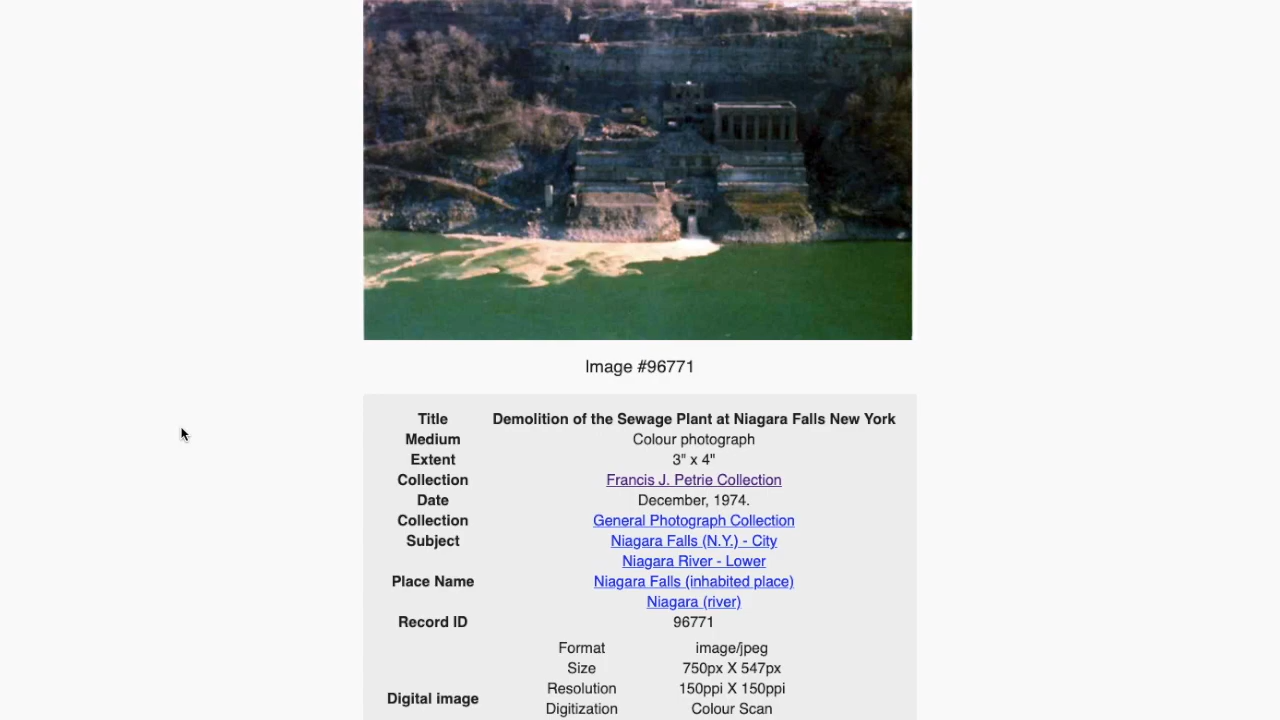 Image #96771
Title Demolition of the Sewage Plant at Niagara Falls New York
Medium Colour photograph
Extent 3" x 4"
Collection Francis J. Petrie Collection
Date December, 1974.
Collection General Photograph Collection
Subject Niagara Falls (N.Y.) - City
Niagara River - Lower
Place Name Niagara Falls (inhabited place)
Niagara (river)
Record ID 96771
Format image/jpeg
Size 750px X 547px
Resolution 150ppi X 150ppi
Digital image
Digitization Colour Scan